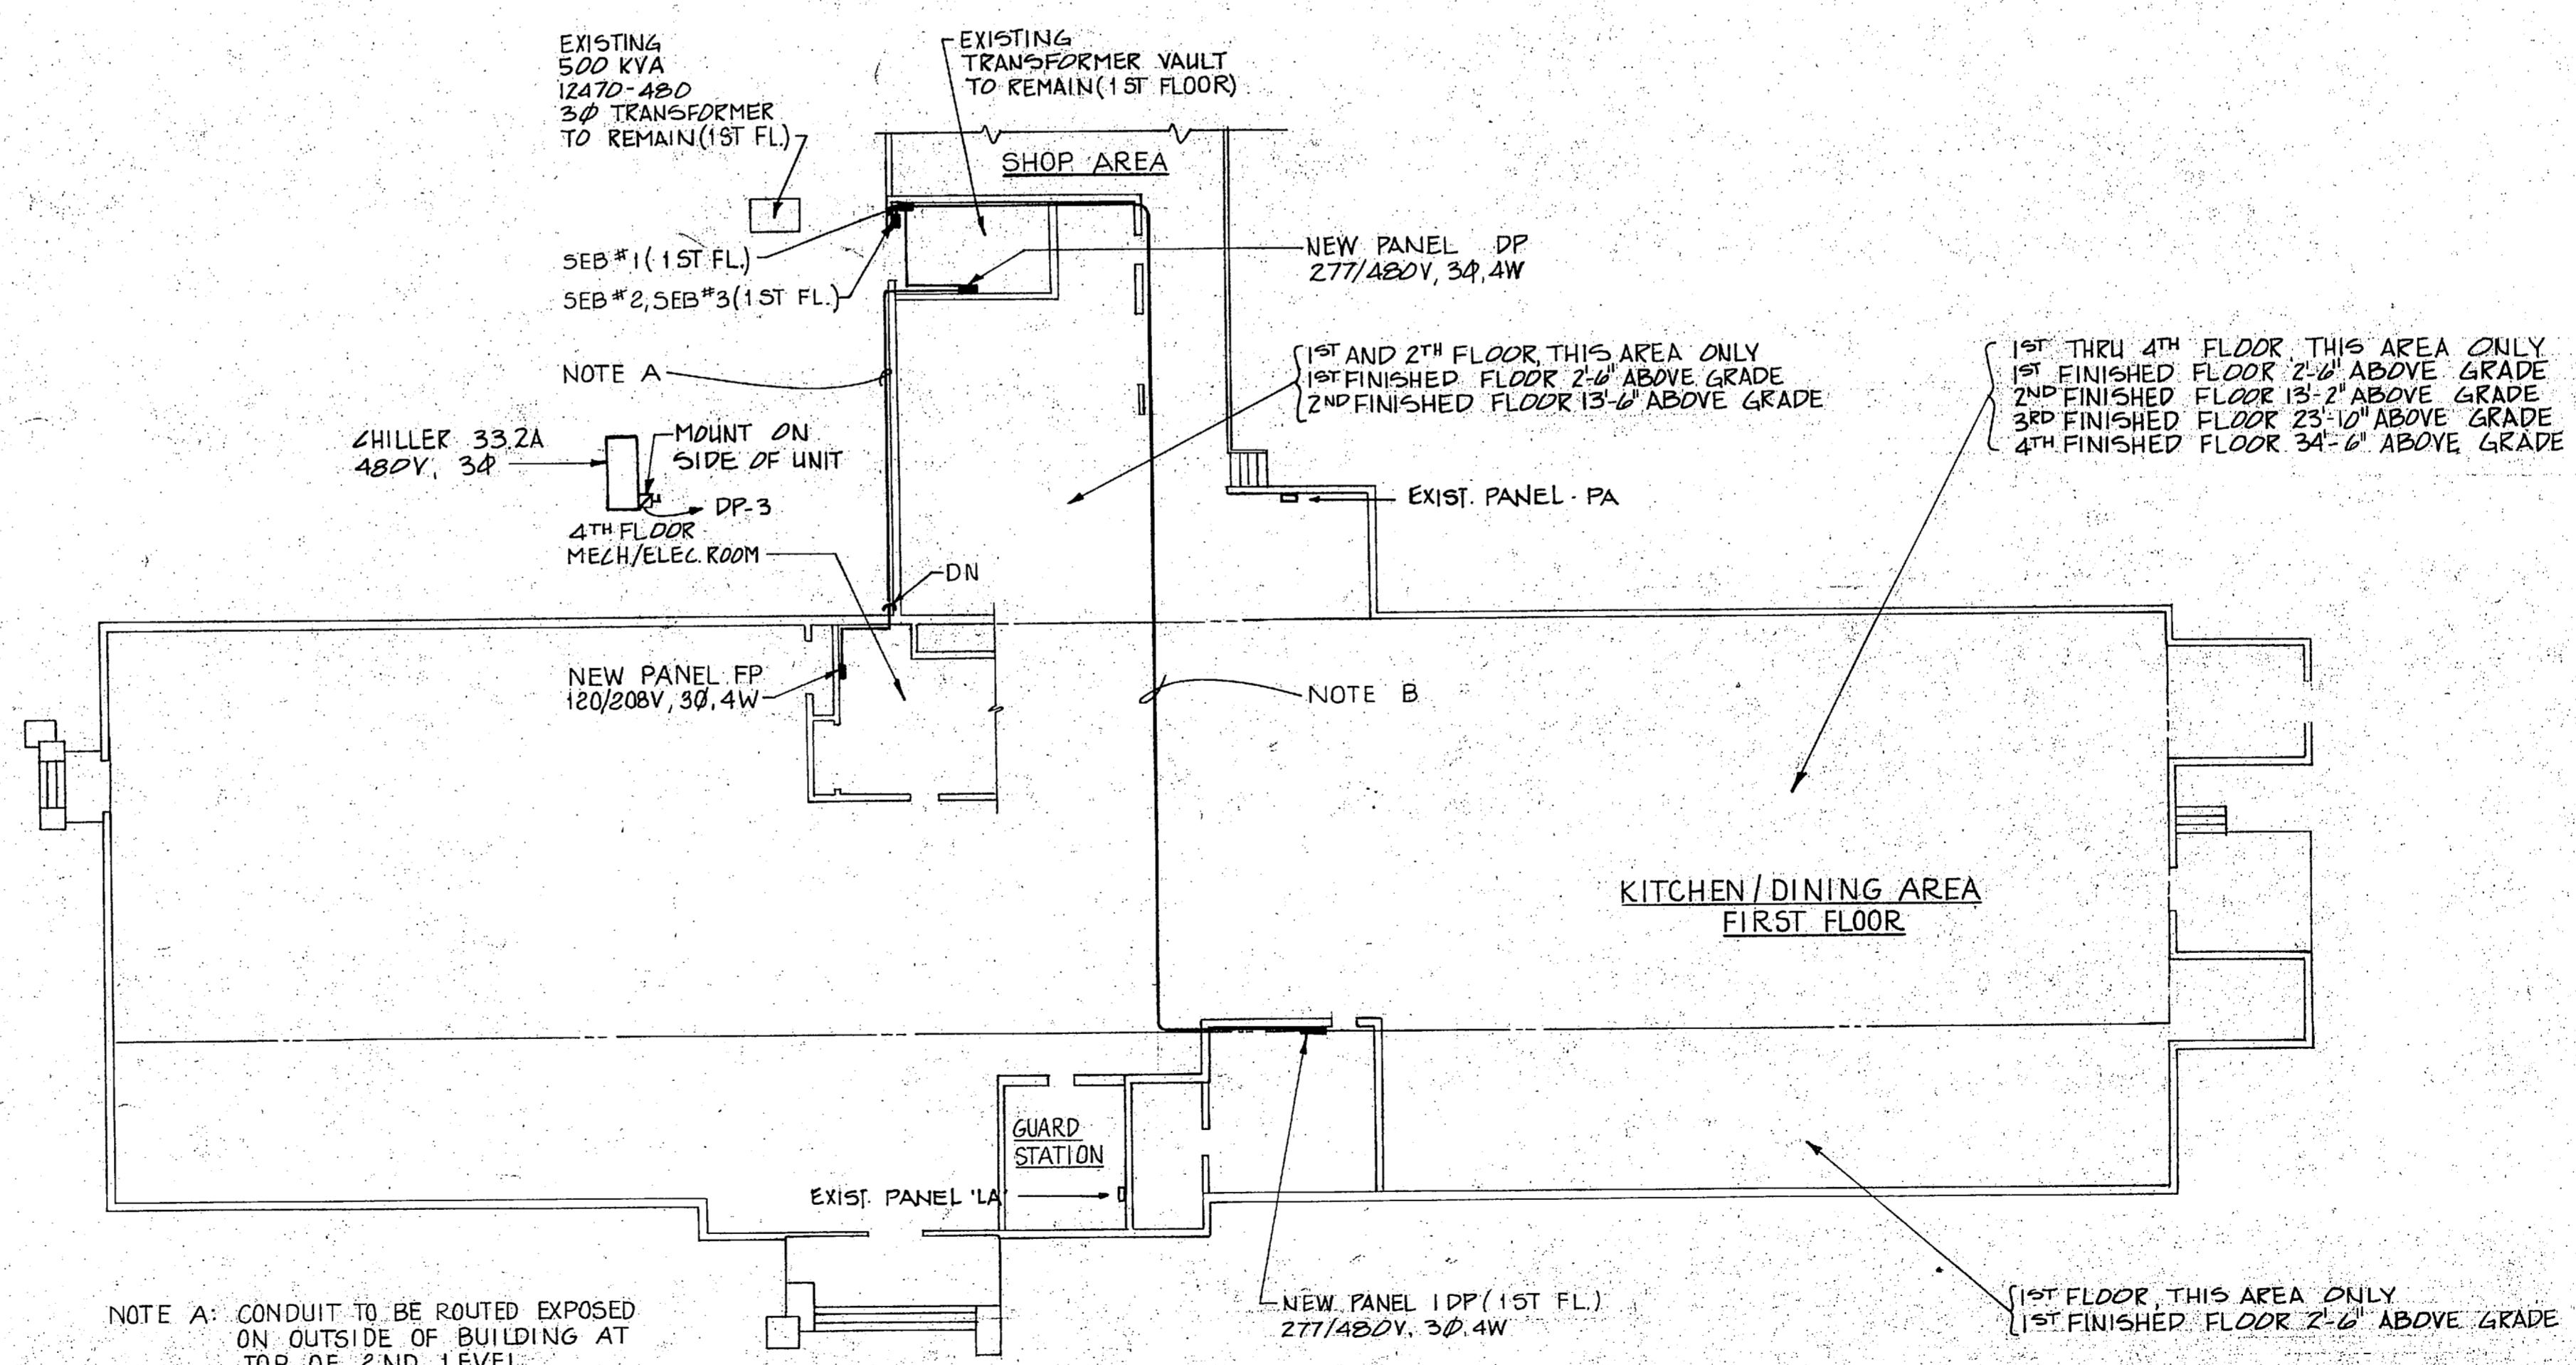 EXISTING
500 KVA
12470-480
3Ø TRANSFORMER
TO REMAIN (1ST FL.)
EXISTING
TRANSFORMER VAULT
TO REMAIN (1ST FLOOR)
SHOP AREA
SEB #1 (1ST FL.)
SEB #2, SEB #3 (1ST FL.)
NEW PANEL DP
277/480V, 3Ø, 4W
NOTE A
1ST AND 2TH FLOOR, THIS AREA ONLY
1ST FINISHED FLOOR 2'-6" ABOVE GRADE
2ND FINISHED FLOOR 13'-6" ABOVE GRADE
1ST THRU 4TH FLOOR, THIS AREA ONLY
1ST FINISHED FLOOR 2'-6" ABOVE GRADE
2ND FINISHED FLOOR 13'-2" ABOVE GRADE
3RD FINISHED FLOOR 23'-10" ABOVE GRADE
4TH FINISHED FLOOR 34'-6" ABOVE GRADE
CHILLER 33.2A
480V, 3Ø
MOUNT ON
SIDE OF UNIT
DP-3
EXIST. PANEL - PA
4TH FLOOR
MECH/ELEC. ROOM
DN
NEW PANEL FP
120/208V, 3Ø, 4W
NOTE B
KITCHEN / DINING AREA
FIRST FLOOR
GUARD
STATION
EXIST. PANEL 'LA'
NEW PANEL 1DP (1ST FL.)
277/480V, 3Ø, 4W
1ST FLOOR, THIS AREA ONLY
1ST FINISHED FLOOR 2'-6" ABOVE GRADE
NOTE A: CONDUIT TO BE ROUTED EXPOSED
ON OUTSIDE OF BUILDING AT
TOP OF 2ND LEVEL